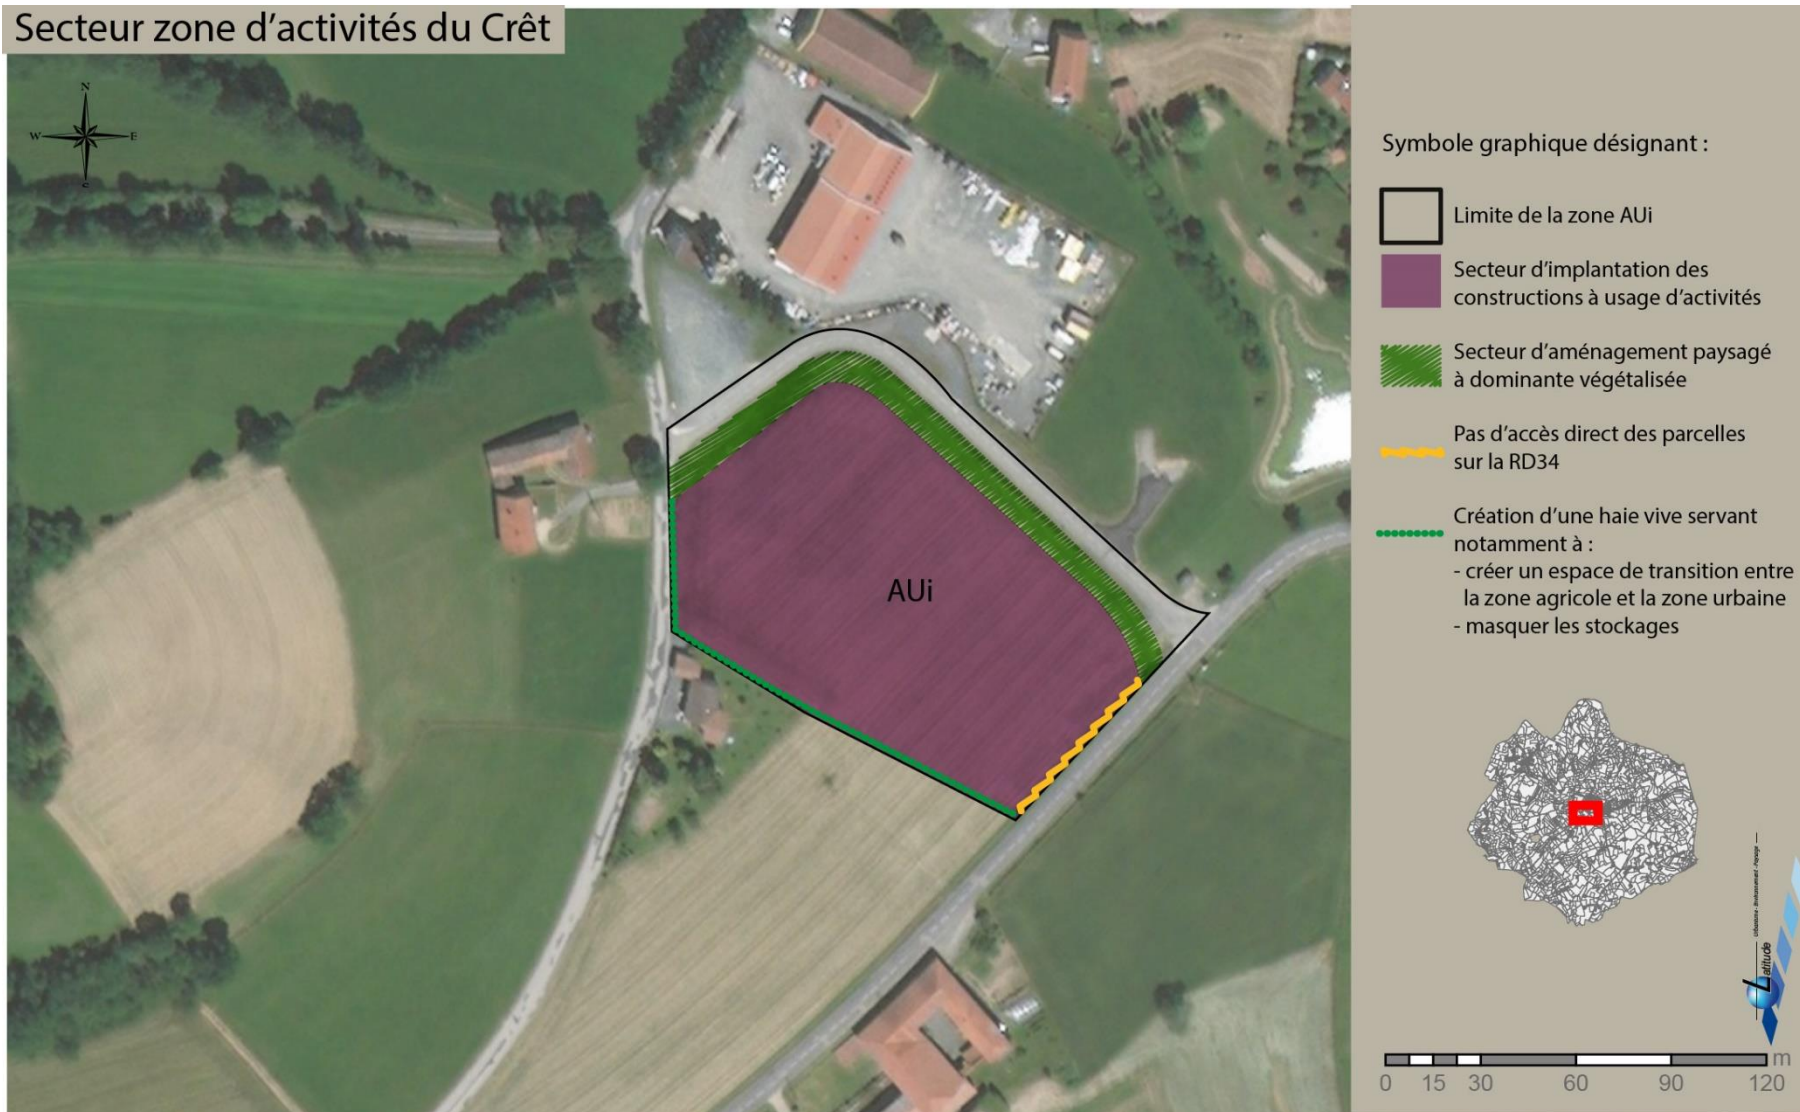 Secteur zone d'activités du Crêt
N
W
E
S
AUi
Symbole graphique désignant :
Limite de la zone AUi
Secteur d'implantation des
constructions à usage d'activités
Secteur d'aménagement paysagé
à dominante végétalisée
Pas d'accès direct des parcelles
sur la RD34
Création d'une haie vive servant
notamment à :
- créer un espace de transition entre
la zone agricole et la zone urbaine
- masquer les stockages
Urbanisme - Environnement - Paysage
Latitude
m
0 15 30 60 90 120